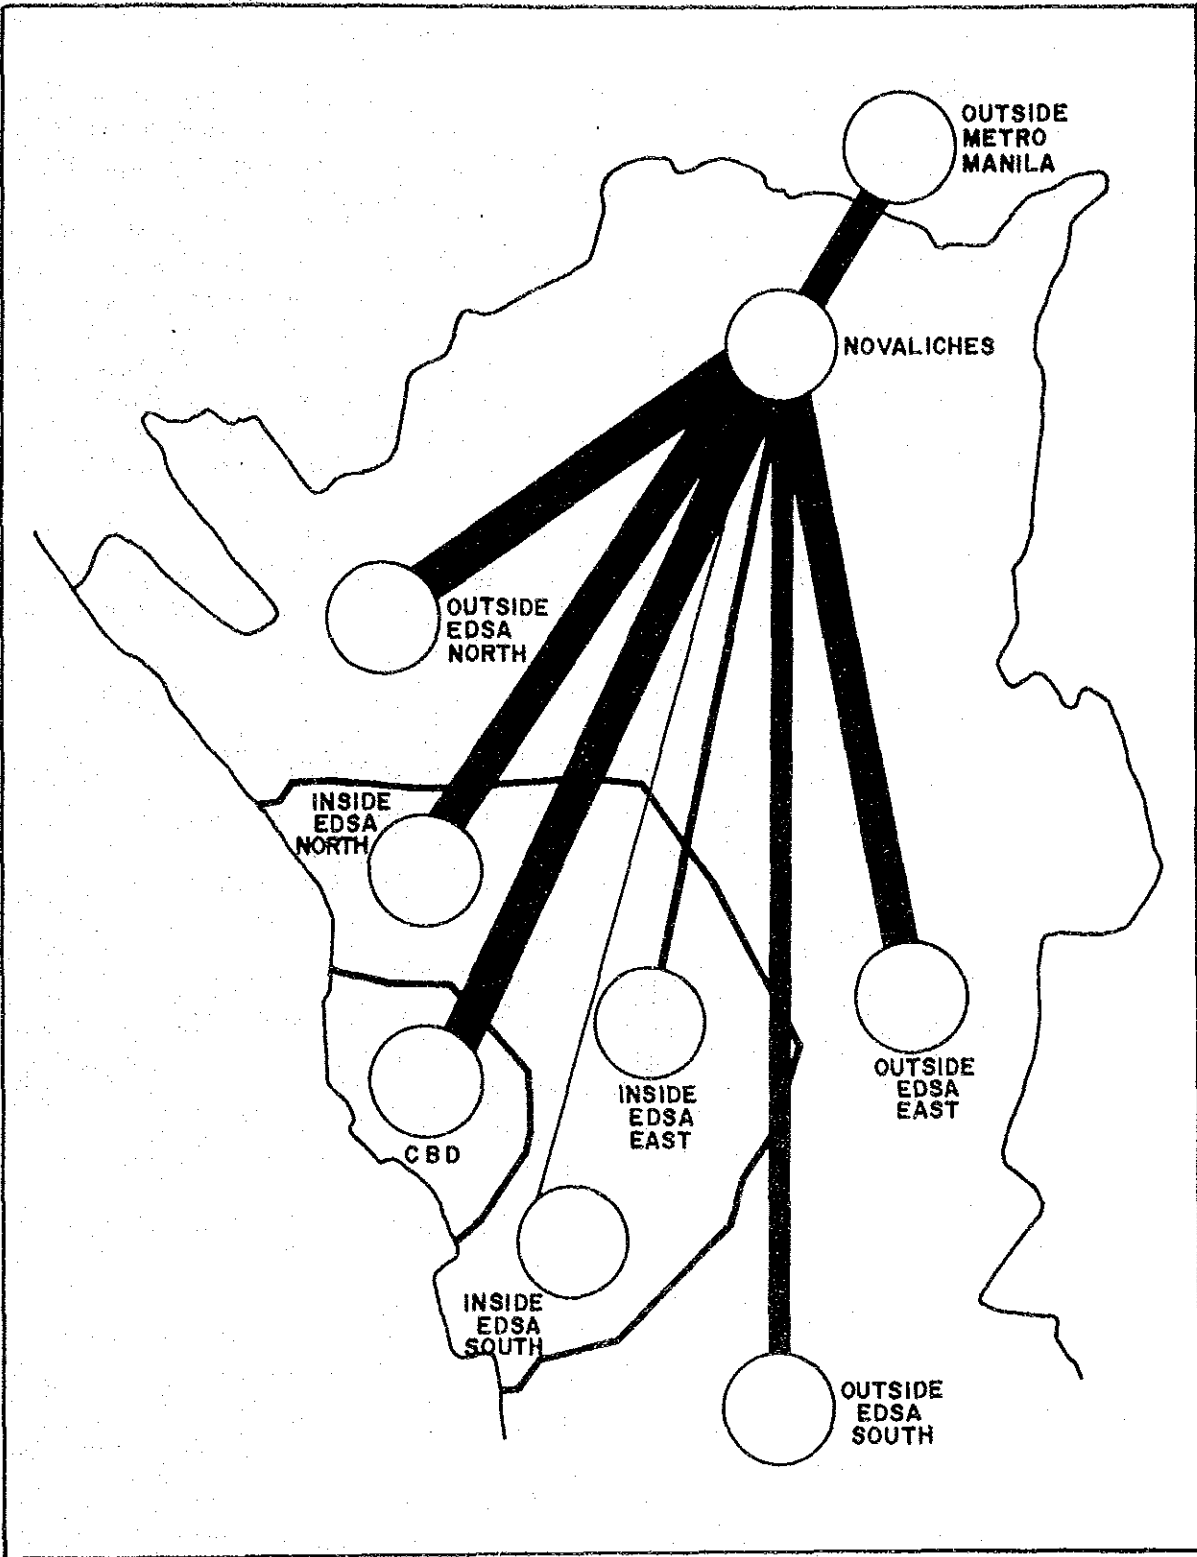 OUTSIDE
METRO
MANILA
NOVALICHES
OUTSIDE
EDSA
NORTH
INSIDE
EDSA
NORTH
CBD
INSIDE
EDSA
EAST
OUTSIDE
EDSA
EAST
INSIDE
EDSA
SOUTH
OUTSIDE
EDSA
SOUTH